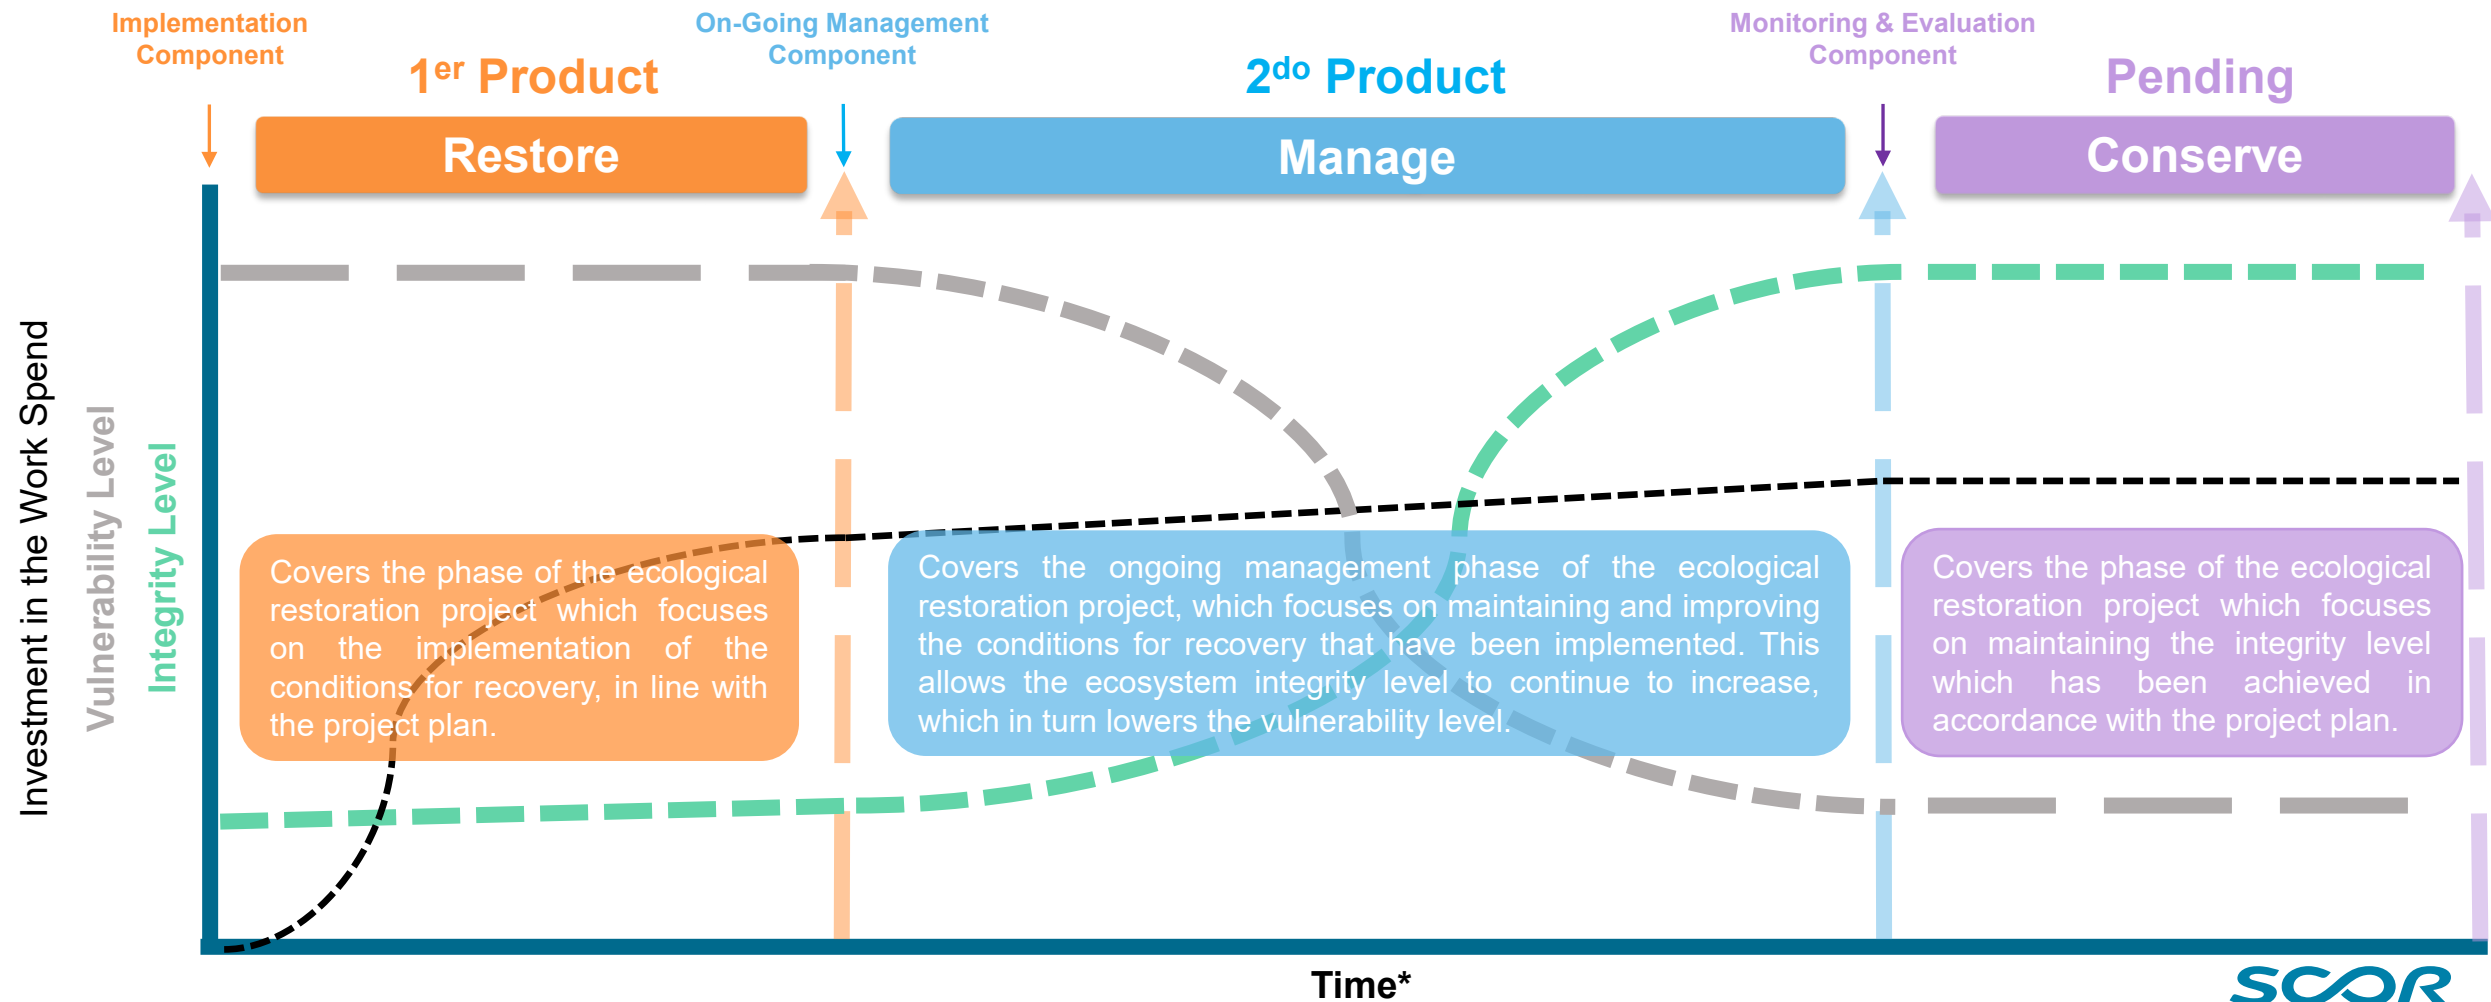 Implementation
Component
On-Going Management
Component
Monitoring & Evaluation
Component
1er Product
2do Product
Pending
Restore
Manage
Conserve
Investment in the Work Spend
Vulnerability Level
Integrity Level
Covers the phase of the ecological
restoration project which focuses
on the implementation of the
conditions for recovery, in line with
the project plan.
Covers the ongoing management phase of the ecological
restoration project, which focuses on maintaining and improving
the conditions for recovery that have been implemented. This
allows the ecosystem integrity level to continue to increase,
which in turn lowers the vulnerability level.
Covers the phase of the ecological
restoration project which focuses
on maintaining the integrity level
which has been achieved in
accordance with the project plan.
Time*
SCOR